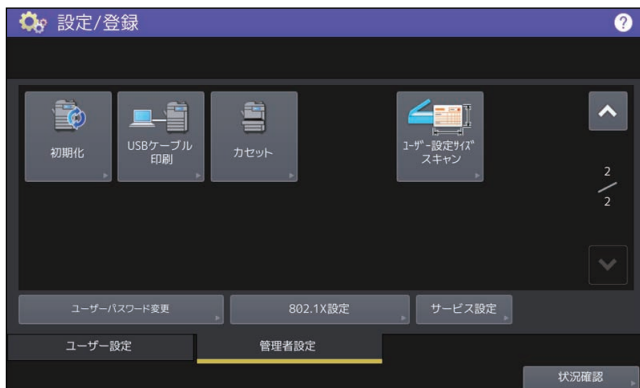 設定/登録
?
初期化
USBケーブル
印刷
カセット
ﾕｰｻﾞｰ設定ｻｲｽﾞ
スキャン
2
2
ユーザーパスワード変更
802.1X設定
サービス設定
ユーザー設定
管理者設定
状況確認